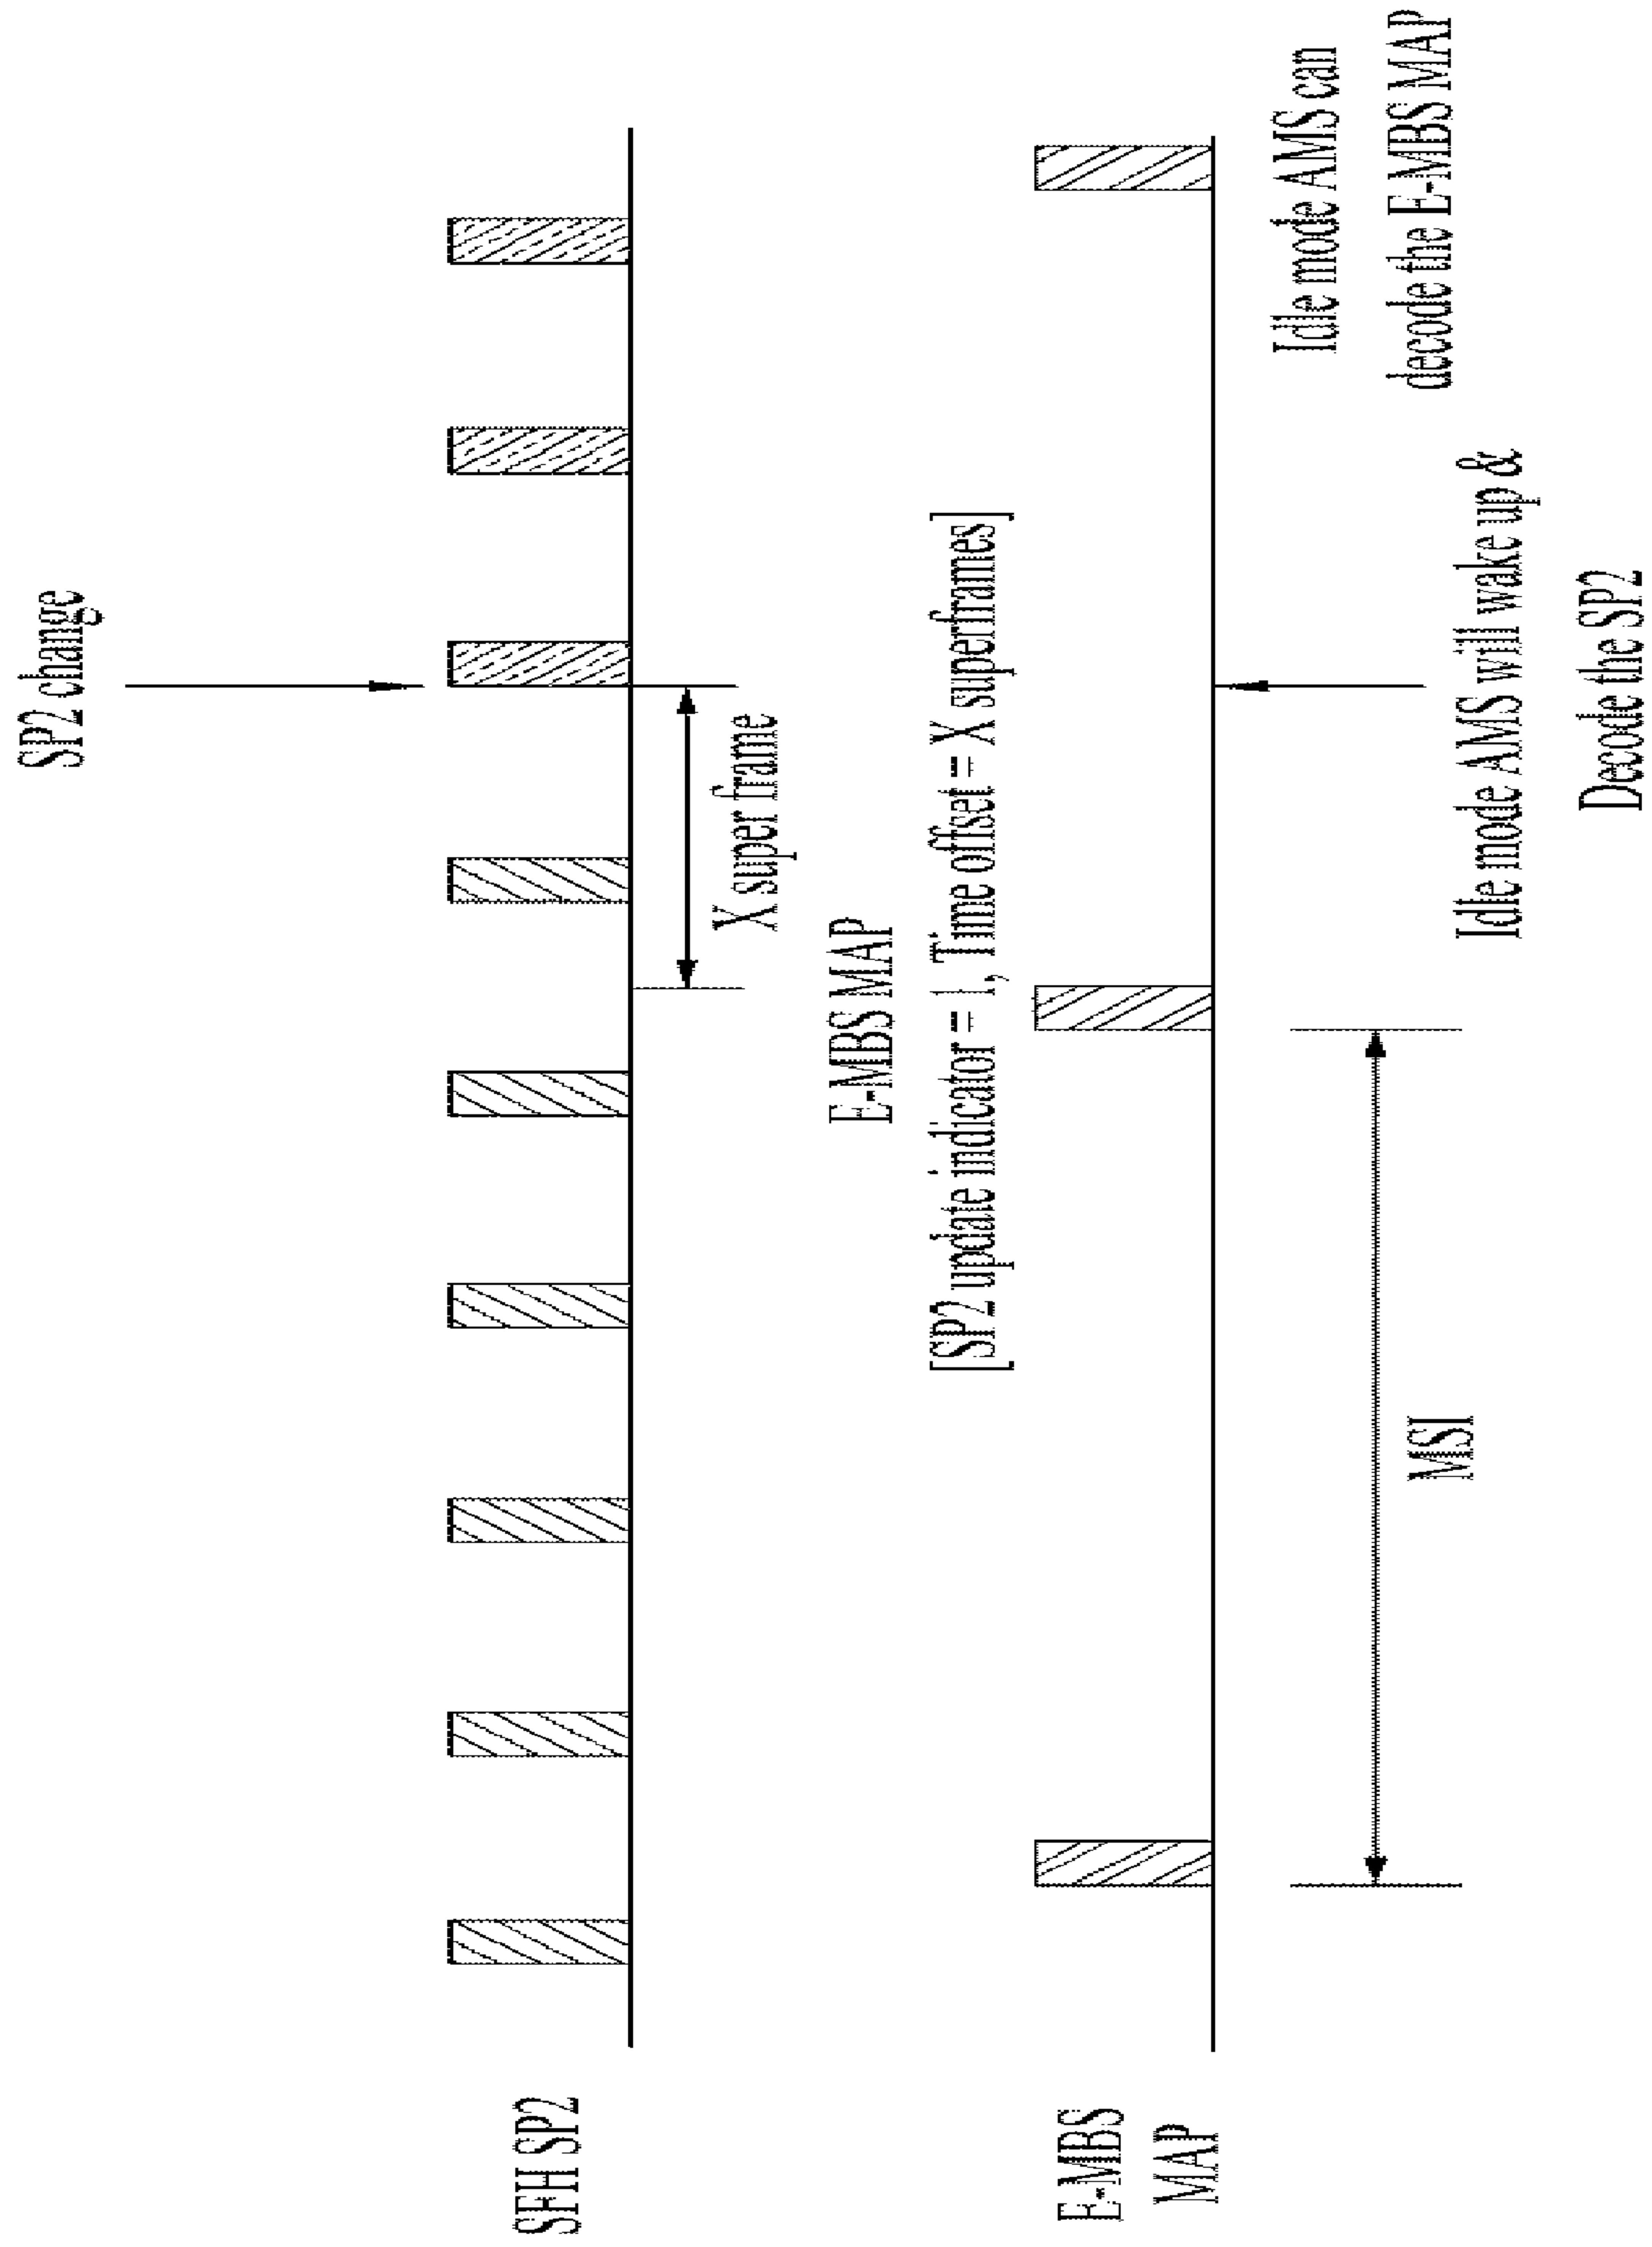 SP2 change
SFH SP2
X super frame
E-MBS MAP
[SP2 update indicator = 1, Time offset = X superframes]
E-MBS
MAP
MSI
Idle mode AMS will wake up &
Decode the SP2
Idle mode AMS can
decode the E-MBS MAP